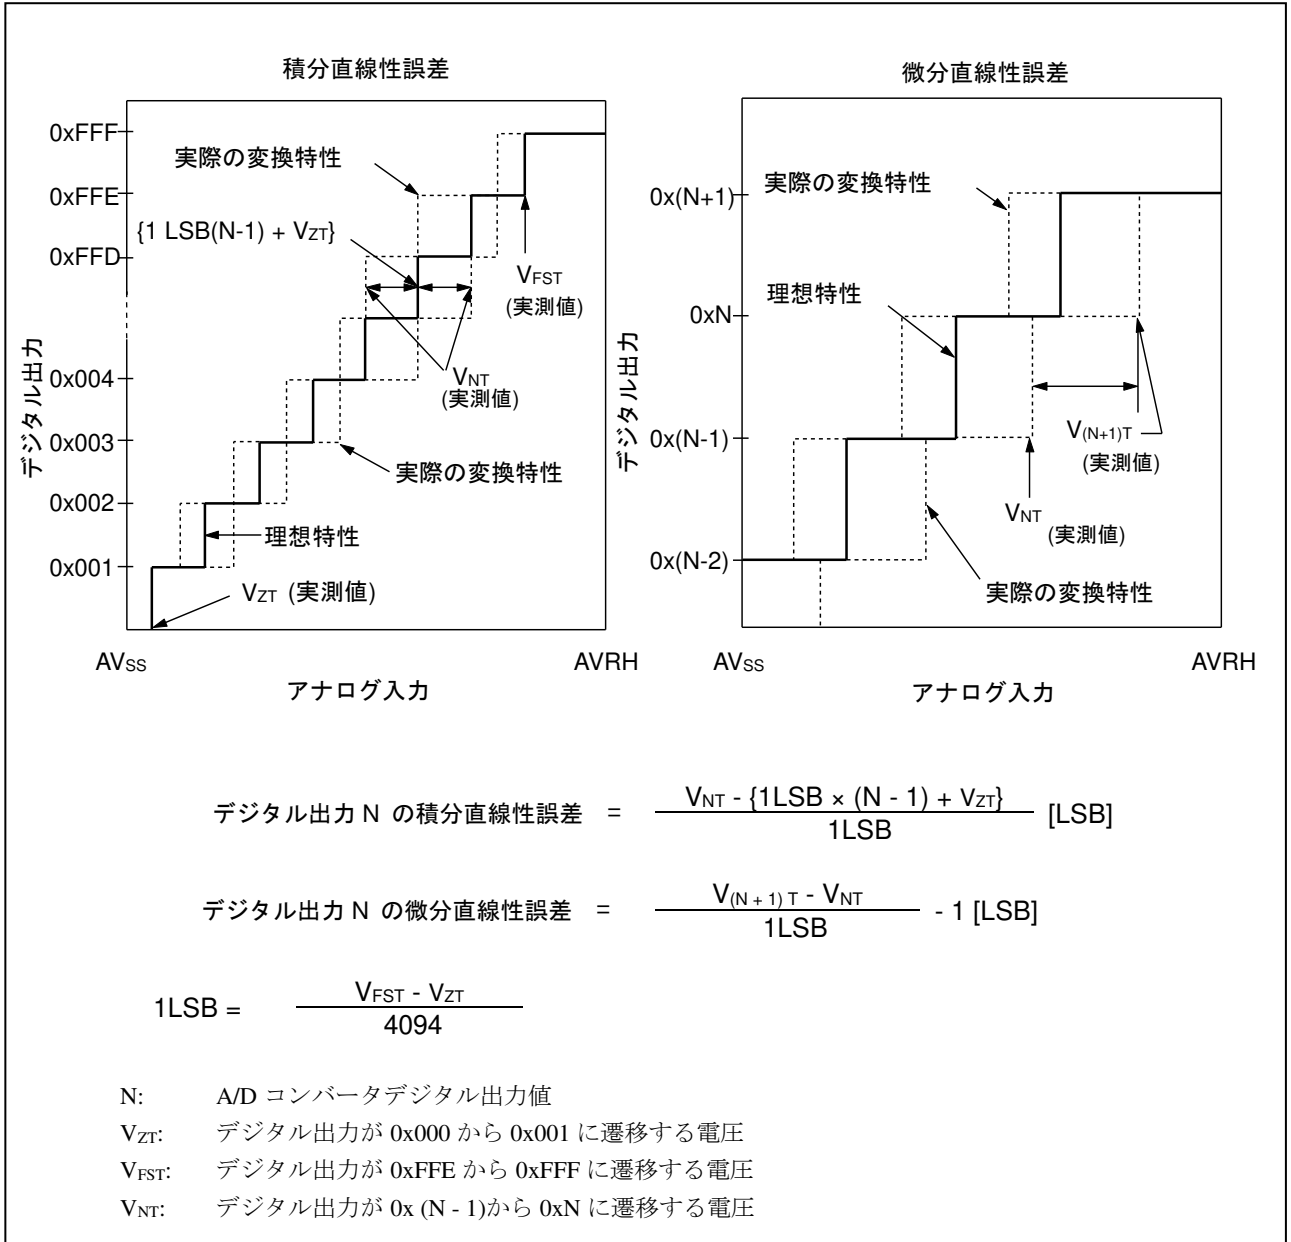 積分直線性誤差
0xFFF
実際の変換特性
0xFFE
{1 LSB(N-1) + VZT}
0xFFD
VFST
(実測値)
VNT
(実測値)
0x004
0x003
実際の変換特性
0x002
理想特性
0x001
VZT (実測値)
デジタル出力
AVSS
AVRH
アナログ入力
微分直線性誤差
実際の変換特性
0x(N+1)
理想特性
0xN
V(N+1)T
(実測値)
0x(N-1)
VNT
(実測値)
0x(N-2)
実際の変換特性
デジタル出力
AVSS
AVRH
アナログ入力
デジタル出力 N の積分直線性誤差 = VNT - {1LSB × (N - 1) + VZT} / 1LSB [LSB]
デジタル出力 N の微分直線性誤差 = V(N + 1) T - VNT / 1LSB - 1 [LSB]
1LSB = VFST - VZT / 4094
N: A/D コンバータデジタル出力値
VZT: デジタル出力が 0x000 から 0x001 に遷移する電圧
VFST: デジタル出力が 0xFFE から 0xFFF に遷移する電圧
VNT: デジタル出力が 0x (N - 1)から 0xN に遷移する電圧